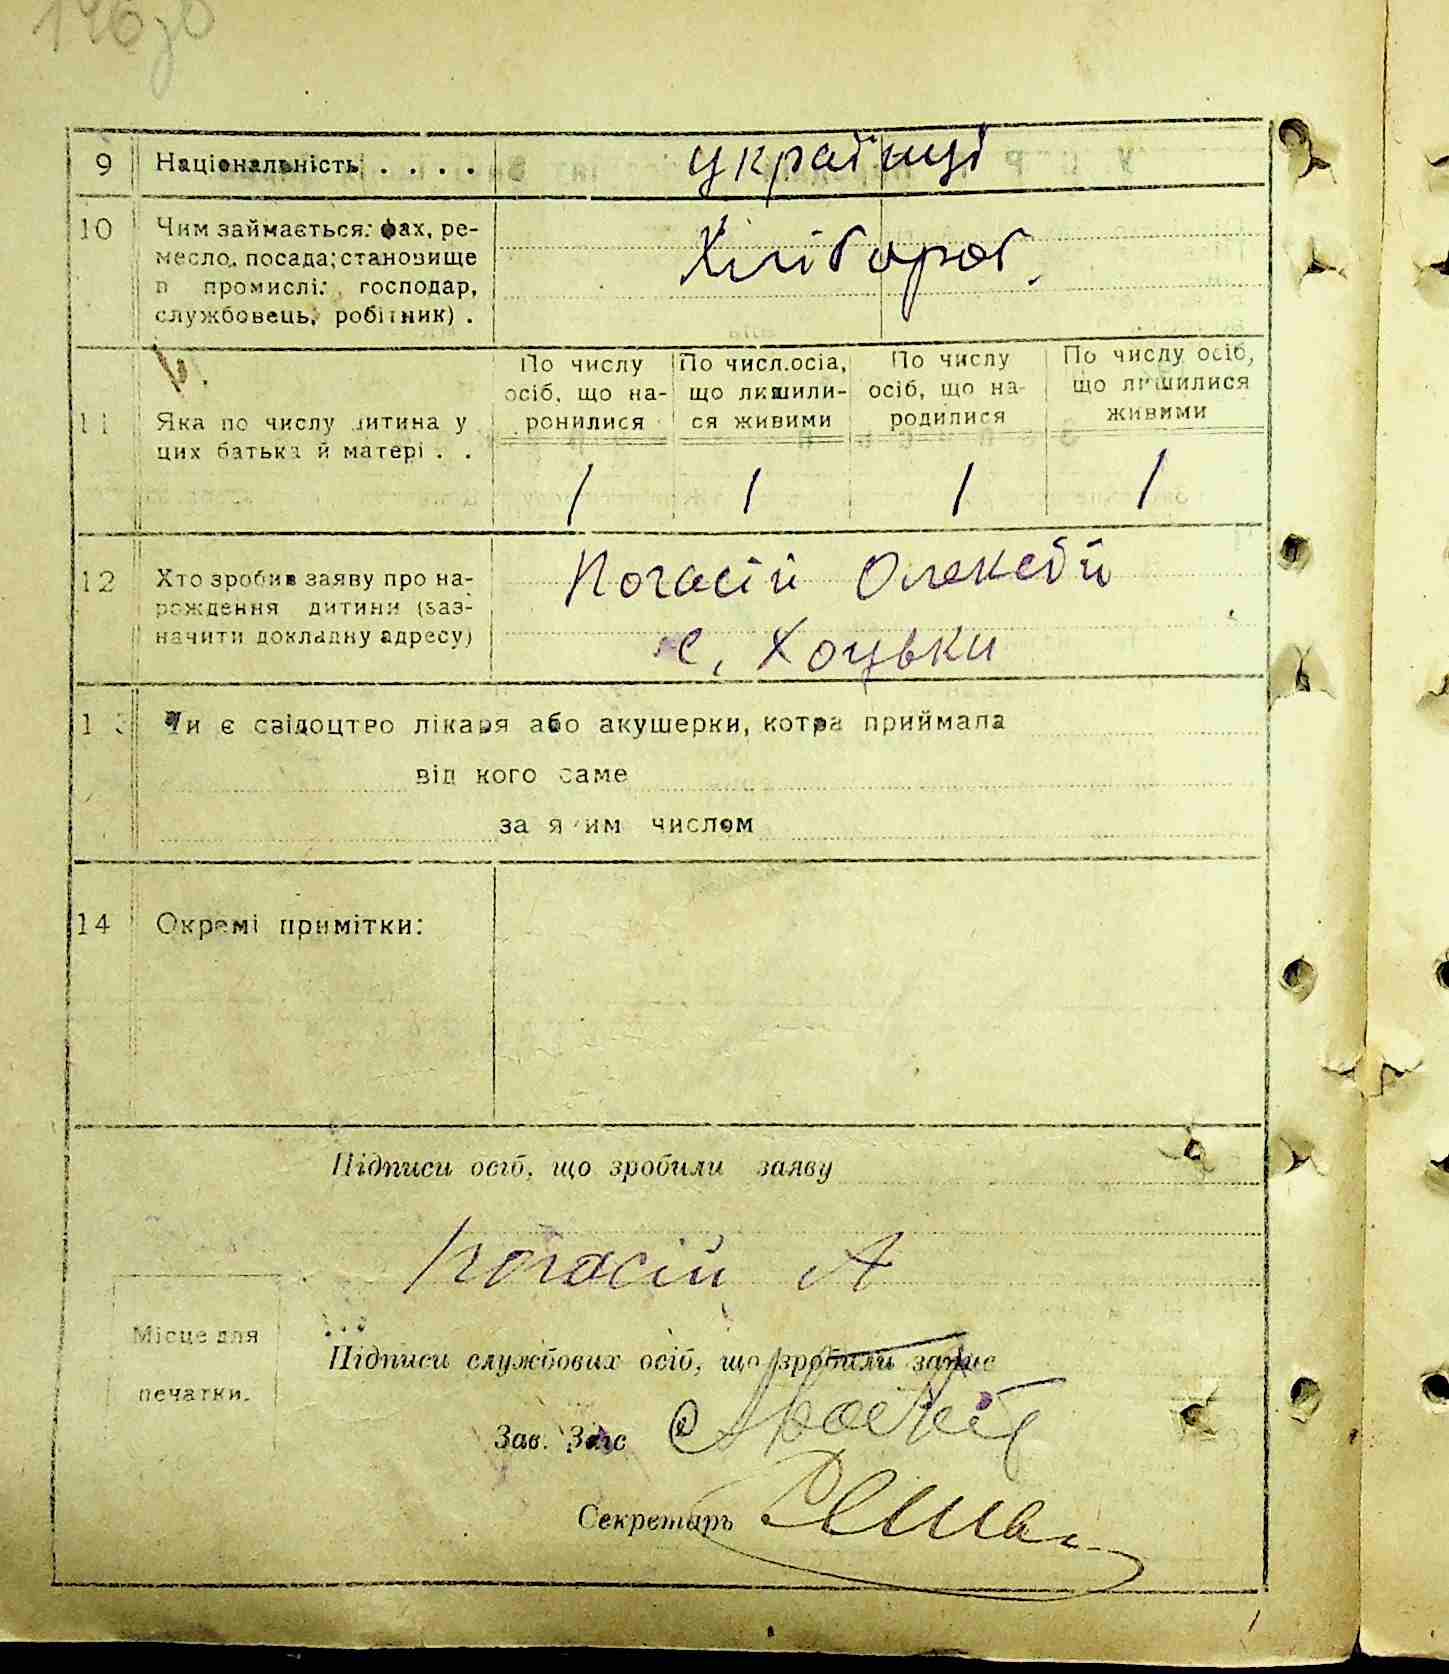 9 Національність . . . . українці
10 Чим займається: фах, ре-
месло, посада; становище
в промислі: господар,
службовець, робітник) .
Хлібороб.
11 Яка по числу дитина у
цих батька й матері . .
По числу осіб, що на-ронилися
По числ.осіа, що лишили-ся живими
По числу осіб, що на-родилися
По числу осіб, що лишилися живими
1 1 1 1
12 Хто зробив заяву про на-
рождення дитини (заз-
начити докладну адресу)
Погасій Олексій
с. Хоцьки
13 Чи є свідоцтво лікаря або акушерки, котра приймала
від кого саме
за яким числом
14 Окремі примітки:
Підписи осіб, що зробили заяву
Погасій А
Місце для
печатки.
Підписи службових осіб, що зробили запис
Зав. Загс
Секретарь